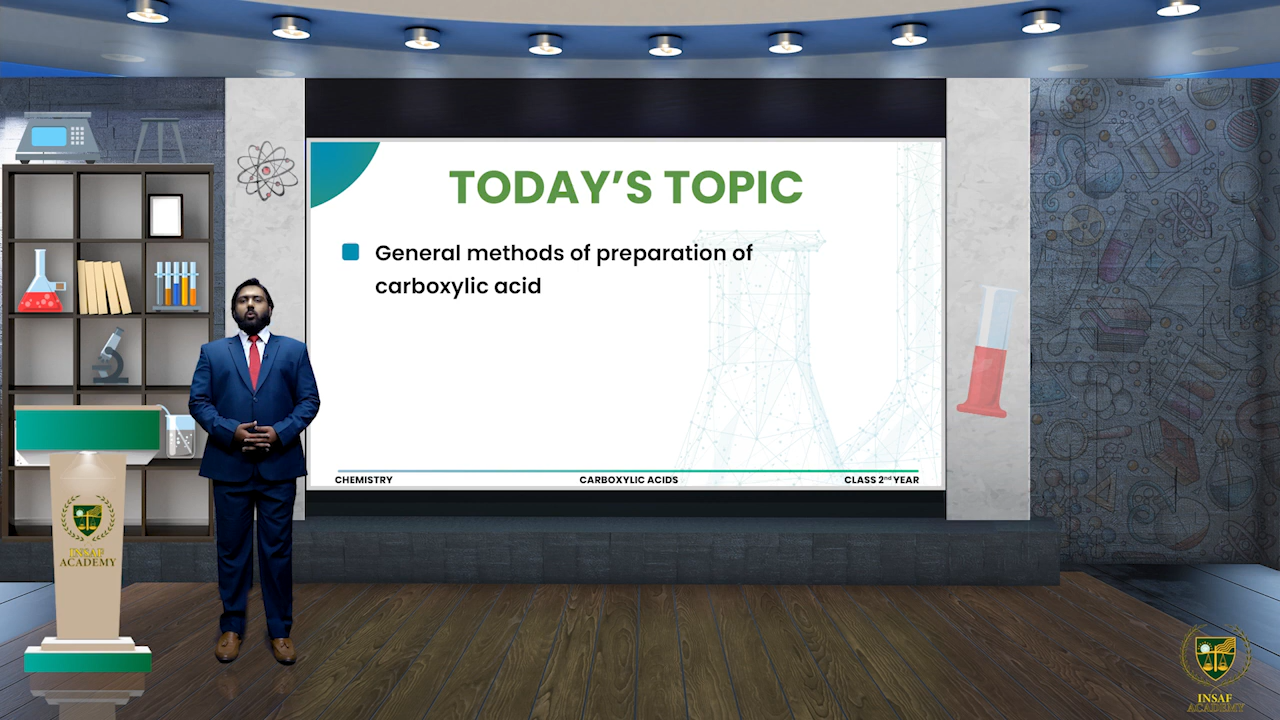 TODAY’S TOPIC
General methods of preparation of
carboxylic acid
CHEMISTRY
CARBOXYLIC ACIDS
CLASS 2nd YEAR
INSAF
ACADEMY
INSAF
ACADEMY